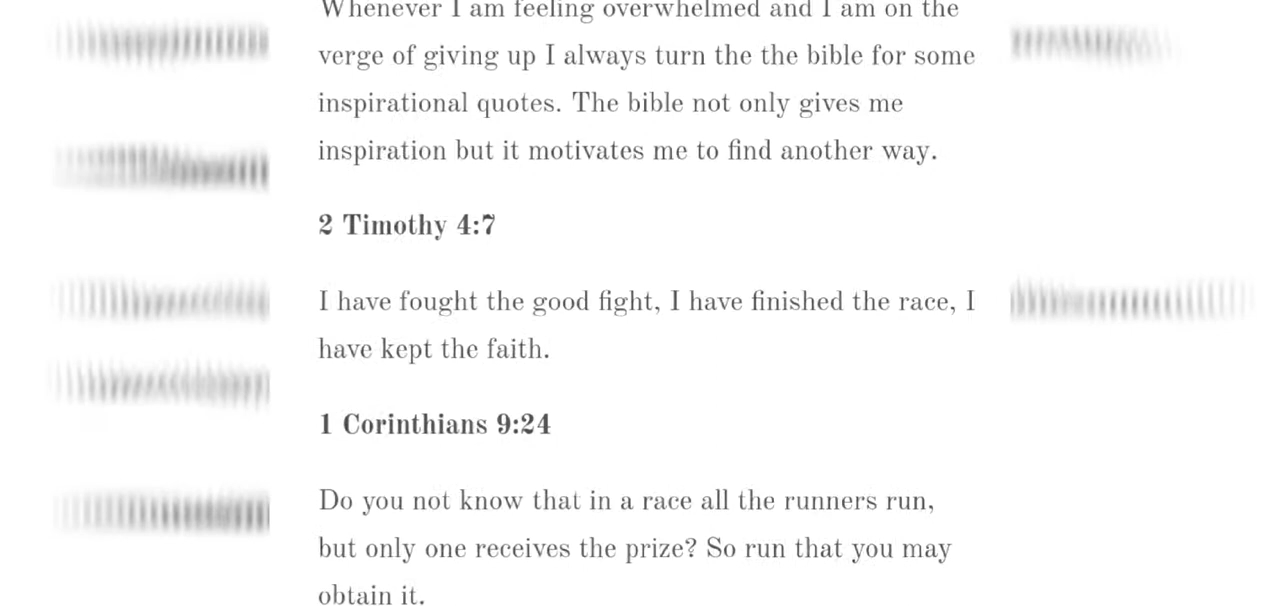 Whenever I am feeling overwhelmed and I am on the
verge of giving up I always turn the the bible for some
inspirational quotes. The bible not only gives me
inspiration but it motivates me to find another way.
2 Timothy 4:7
I have fought the good fight, I have finished the race, I
have kept the faith.
1 Corinthians 9:24
Do you not know that in a race all the runners run,
but only one receives the prize? So run that you may
obtain it.